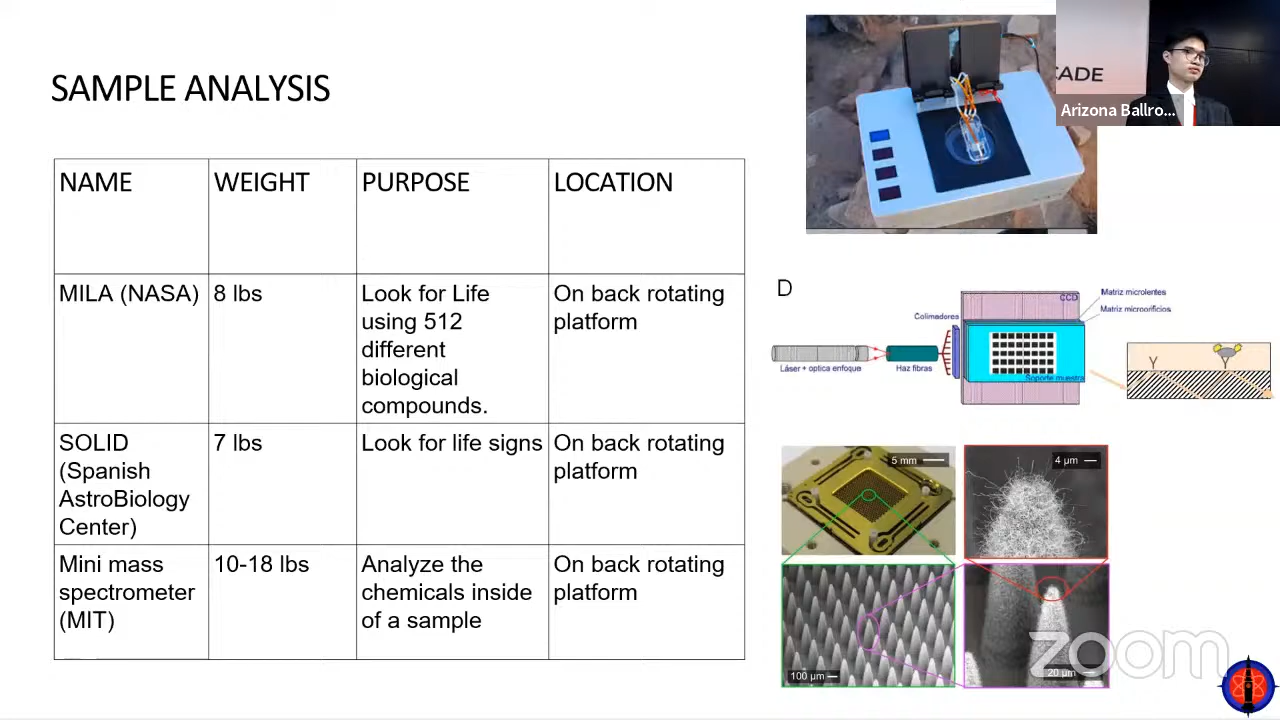 SAMPLE ANALYSIS
CADE
Arizona Ballro...
NAME
WEIGHT
PURPOSE
LOCATION
MILA (NASA)
8 lbs
Look for Life
using 512
different
biological
compounds.
On back rotating
platform
SOLID
(Spanish
AstroBiology
Center)
7 lbs
Look for life signs
On back rotating
platform
Mini mass
spectrometer
(MIT)
10-18 lbs
Analyze the
chemicals inside
of a sample
On back rotating
platform
D
CCD
Matriz microlentes
Matriz microorificios
Colimadores
Láser + optica enfoque
Haz fibras
Soporte muestra
5 mm
4 µm
100 µm
20 µm
zoom